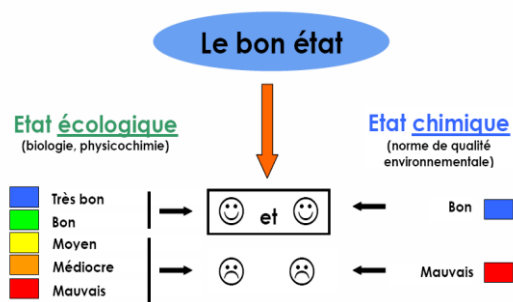 Le bon état
Etat écologique
(biologie, physicochimie)
Etat chimique
(norme de qualité
environnementale)
Très bon
Bon
Moyen
Médiocre
Mauvais
et
Bon
Mauvais